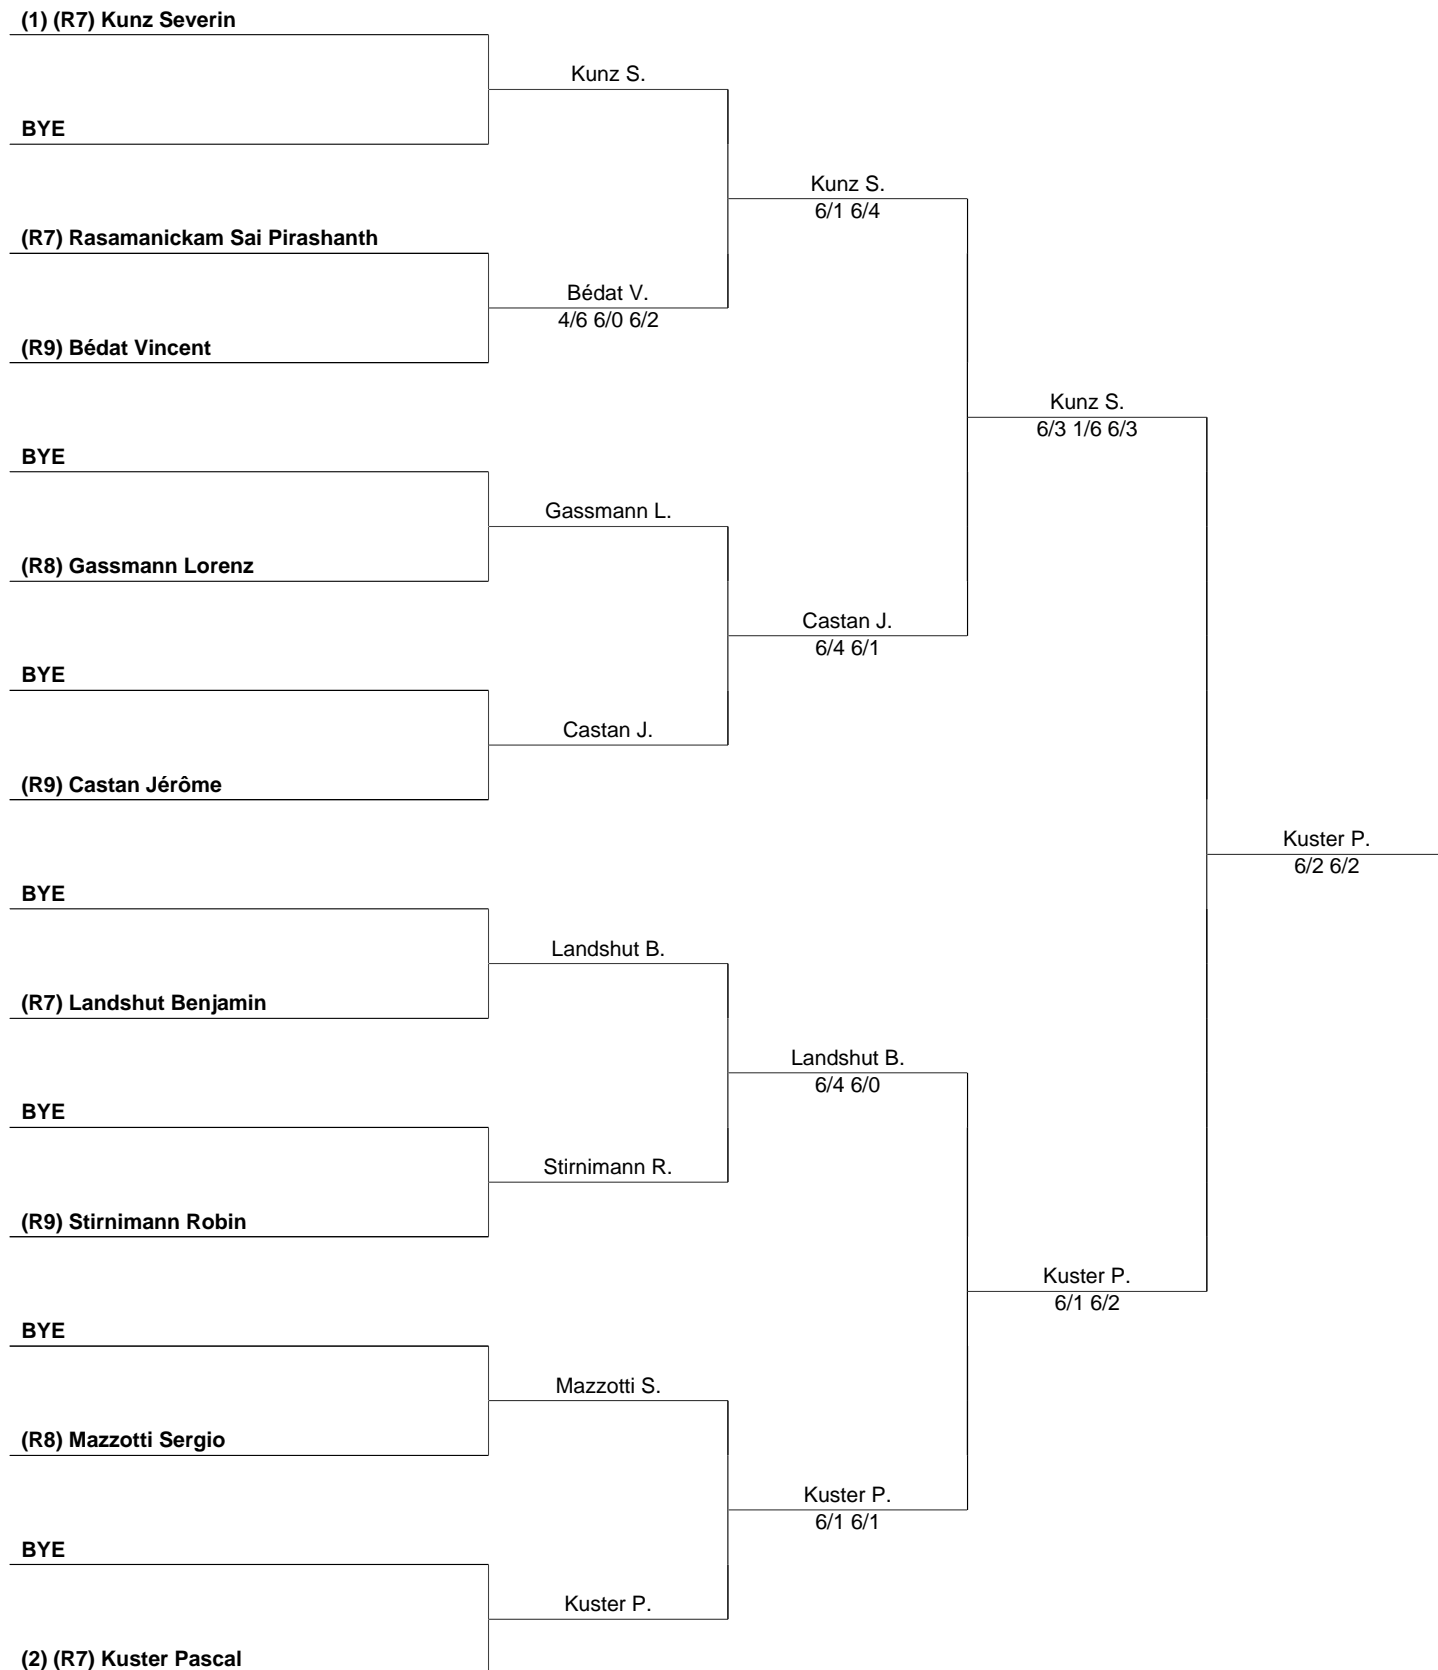 (1) (R7) Kunz Severin
Kunz S.
BYE
Kunz S.
6/1 6/4
(R7) Rasamanickam Sai Pirashanth
Bédat V.
4/6 6/0 6/2
(R9) Bédat Vincent
Kunz S.
6/3 1/6 6/3
BYE
Gassmann L.
(R8) Gassmann Lorenz
Castan J.
6/4 6/1
BYE
Castan J.
(R9) Castan Jérôme
Kuster P.
6/2 6/2
BYE
Landshut B.
(R7) Landshut Benjamin
Landshut B.
6/4 6/0
BYE
Stirnimann R.
(R9) Stirnimann Robin
Kuster P.
6/1 6/2
BYE
Mazzotti S.
(R8) Mazzotti Sergio
Kuster P.
6/1 6/1
BYE
Kuster P.
(2) (R7) Kuster Pascal